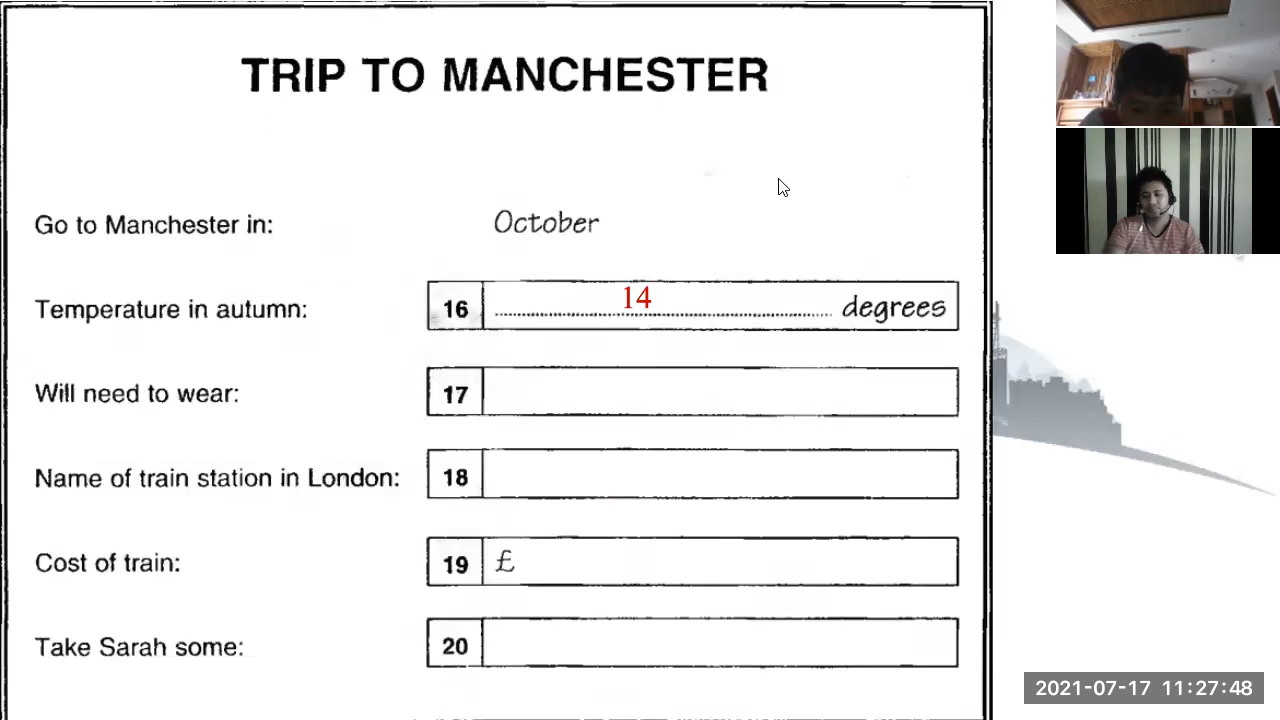 TRIP TO MANCHESTER
Go to Manchester in: October
Temperature in autumn: 16 14 degrees
Will need to wear: 17
Name of train station in London: 18
Cost of train: 19 £
Take Sarah some: 20
2021-07-17 11:27:48